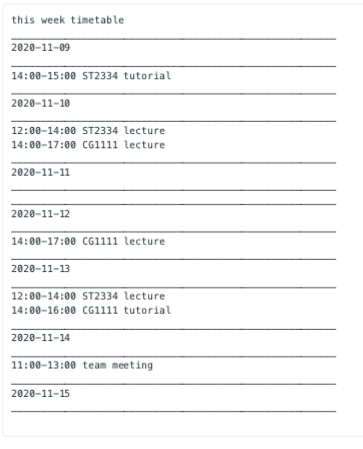 this week timetable
2020-11-09
14:00-15:00 ST2334 tutorial
2020-11-10
12:00-14:00 ST2334 lecture
14:00-17:00 CG1111 lecture
2020-11-11
2020-11-12
14:00-17:00 CG1111 lecture
2020-11-13
12:00-14:00 ST2334 lecture
14:00-16:00 CG1111 tutorial
2020-11-14
11:00-13:00 team meeting
2020-11-15